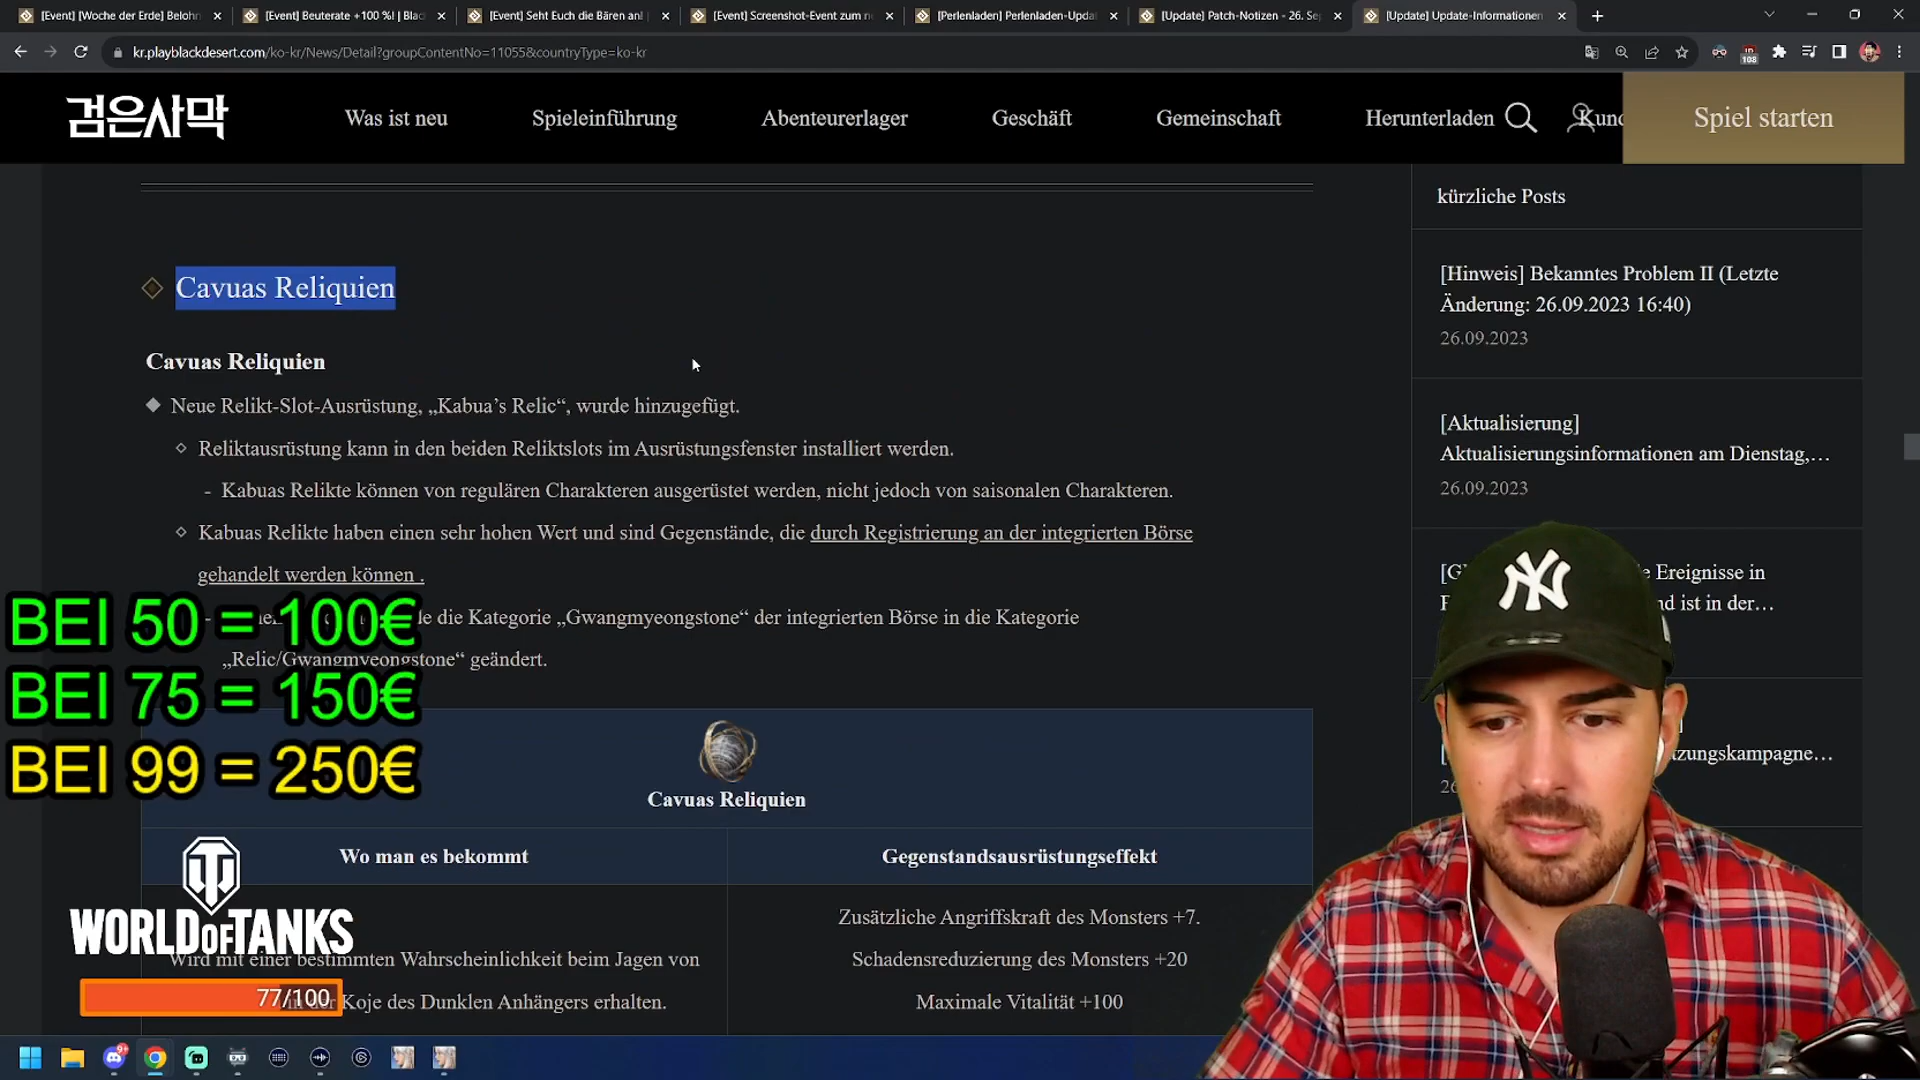 [Event] [Woche der Erde] Belohn
[Event] Beuterate +100 %! | Blac
[Event] Seht Euch die Bären an!
[Event] Screenshot-Event zum n
[Perlenladen] Perlenladen-Upda
[Update] Patch-Notizen - 26. Se
[Update] Update-Informationen
kr.playblackdesert.com/ko-kr/News/Detail?groupContentNo=11055&countryType=ko-kr
108
검은사막
Was ist neu
Spieleinführung
Abenteurerlager
Geschäft
Gemeinschaft
Herunterladen
Kund
Spiel starten
Cavuas Reliquien
Cavuas Reliquien
Neue Relikt-Slot-Ausrüstung, „Kabua’s Relic“, wurde hinzugefügt.
Reliktausrüstung kann in den beiden Reliktslots im Ausrüstungsfenster installiert werden.
- Kabuas Relikte können von regulären Charakteren ausgerüstet werden, nicht jedoch von saisonalen Charakteren.
Kabuas Relikte haben einen sehr hohen Wert und sind Gegenstände, die durch Registrierung an der integrierten Börse
gehandelt werden können .
le die Kategorie „Gwangmyeongstone“ der integrierten Börse in die Kategorie
„Relic/Gwangmyeongstone“ geändert.
Cavuas Reliquien
Wo man es bekommt
Gegenstandsausrüstungseffekt
Wird mit einer bestimmten Wahrscheinlichkeit beim Jagen von
in der Koje des Dunklen Anhängers erhalten.
Zusätzliche Angriffskraft des Monsters +7.
Schadensreduzierung des Monsters +20
Maximale Vitalität +100
kürzliche Posts
[Hinweis] Bekanntes Problem II (Letzte
Änderung: 26.09.2023 16:40)
26.09.2023
[Aktualisierung]
Aktualisierungsinformationen am Dienstag,…
26.09.2023
[G
e Ereignisse in
nd ist in der…
tzungskampagne…
BEI 50 = 100€
BEI 75 = 150€
BEI 99 = 250€
WORLD OF TANKS
77/100
NY
9+